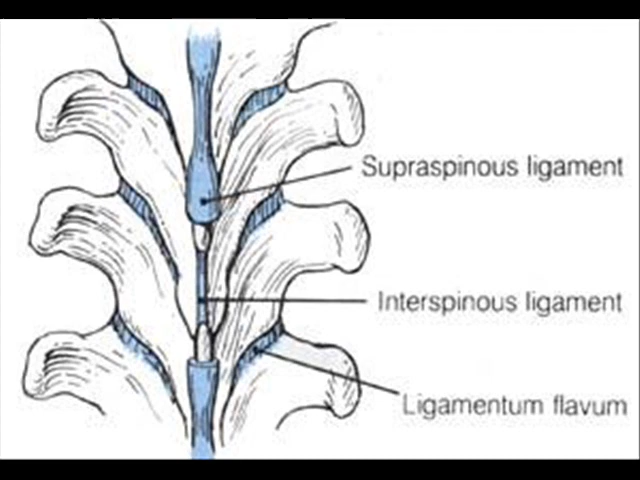 Supraspinous ligament
Interspinous ligament
Ligamentum flavum